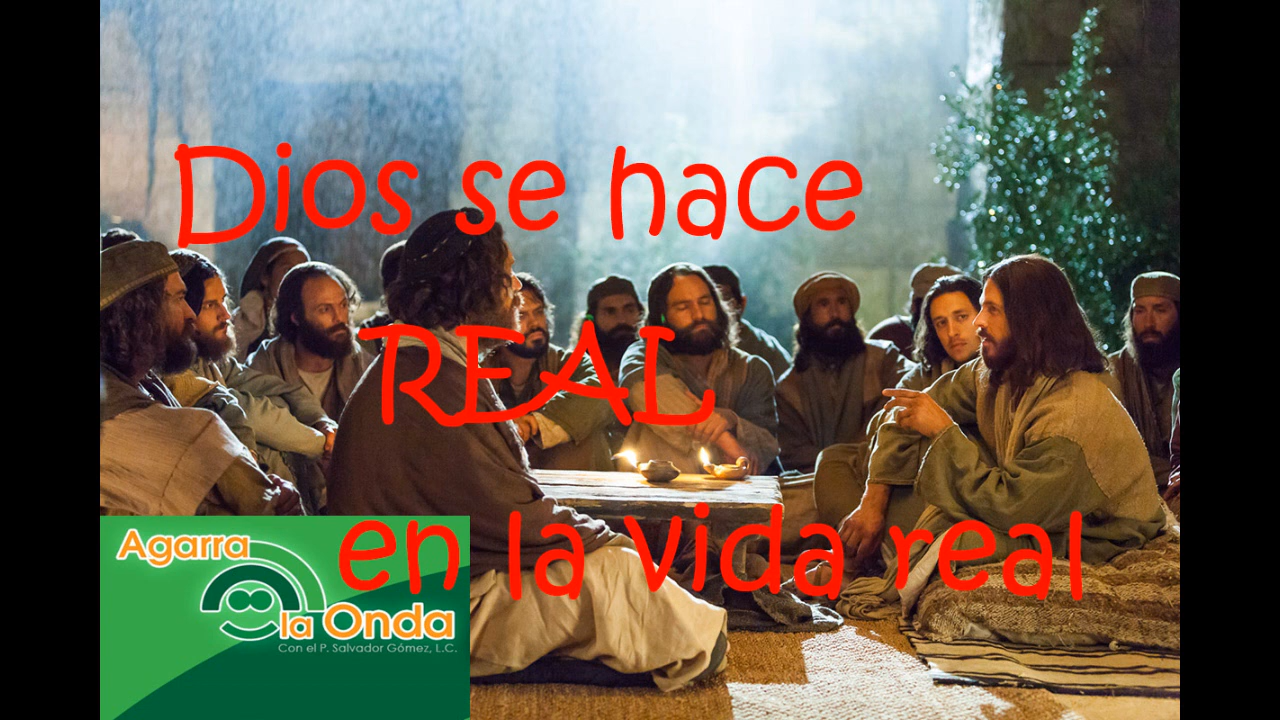 Dios se hace
REAL
en la vida real
Agarra
la Onda
Con el P. Salvador Gómez, L.C.